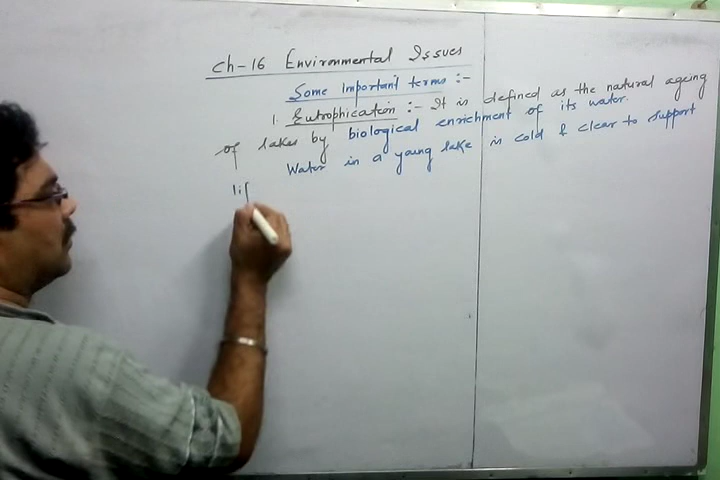 Ch-16 Environmental Issues
Some Important terms :-
1. Eutrophication :- It is defined as the natural ageing
of lakes by biological enrichment of its water.
Water in a young lake is cold & clear to support
lif